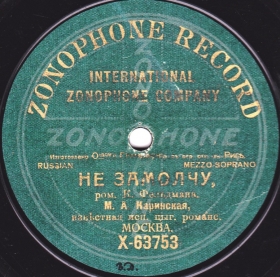 ZONOPHONE RECORD
INTERNATIONAL
ZONOPHONE COMPANY
ZONOPHONE
RUSSIAN
MEZZO-SOPRANO
НЕ ЗАМОЛЧУ,
ром.
М. А Каринская,
извѣстная исп. цыг. романс.
МОСКВА.
X-63753